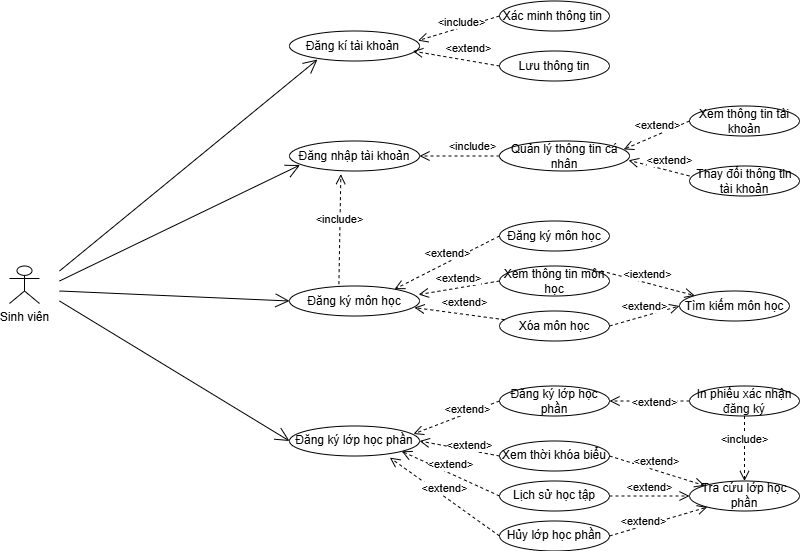 Xác minh thông tin
<include>
Đăng kí tài khoản
<extend>
Lưu thông tin
Xem thông tin tài
khoản
<extend>
Đăng nhập tài khoản
<include>
Quản lý thông tin cá
nhân
<extend>
Thay đổi thông tin
tài khoản
<include>
Đăng ký môn học
<extend>
Xem thông tin môn
học
<extend>
<iextend>
Sinh viên
Đăng ký môn học
<extend>
Xóa môn học
<extend>
Tìm kiếm môn học
Đăng ký lớp học
phần
<extend>
In phiếu xác nhận
đăng ký
<extend>
Đăng ký lớp học phần
<extend>
Xem thời khóa biểu
<include>
<extend>
<extend>
Lịch sử học tập
<extend>
Tra cứu lớp học
phần
<extend>
Hủy lớp học phần
<extend>